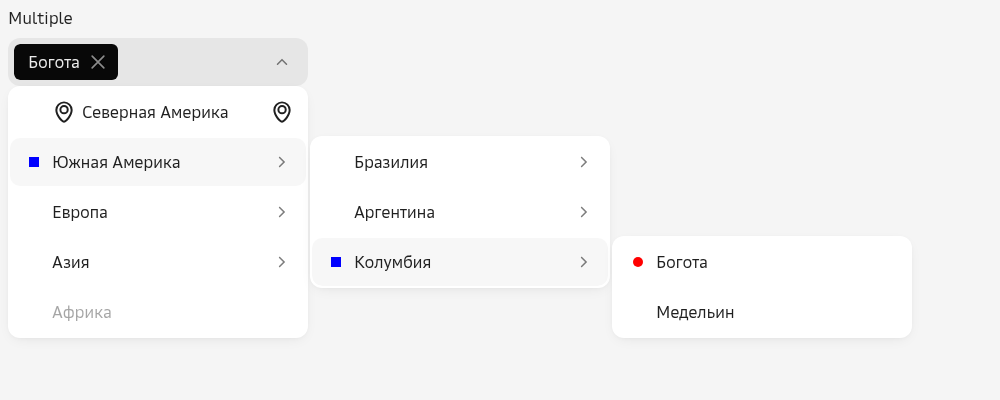 Multiple
Богота
Северная Америка
Южная Америка
Европа
Азия
Африка
Бразилия
Аргентина
Колумбия
Богота
Медельин